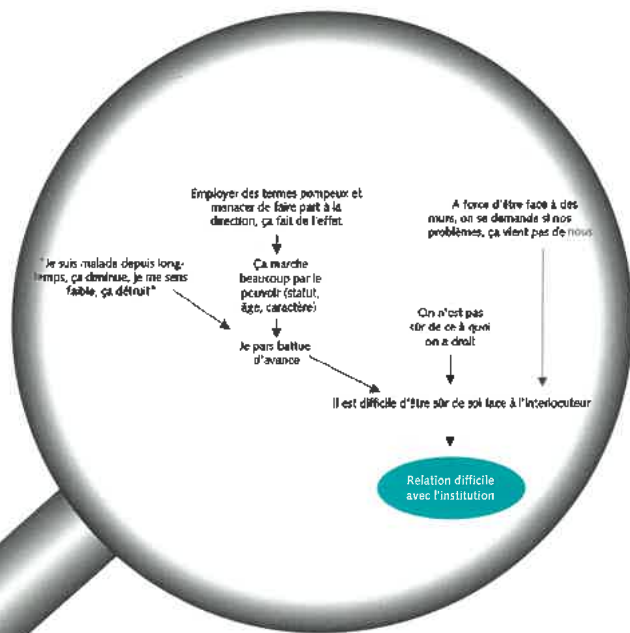 Employer des termes pompeux et
menacer de faire part à la
direction, ça fait de l'effet
A force d'être face à des
murs, on se demande si nos
problèmes, ça vient pas de nous
"Je suis malade depuis long-
temps, ça diminue, je me sens
faible, ça détruit"
Ça marche
beaucoup par le
pouvoir (statut,
âge, caractère)
On n'est pas
sûr de ce à quoi
on a droit
Je pars battue
d'avance
Il est difficile d'être sûr de soi face à l'interlocuteur
Relation difficile
avec l'institution